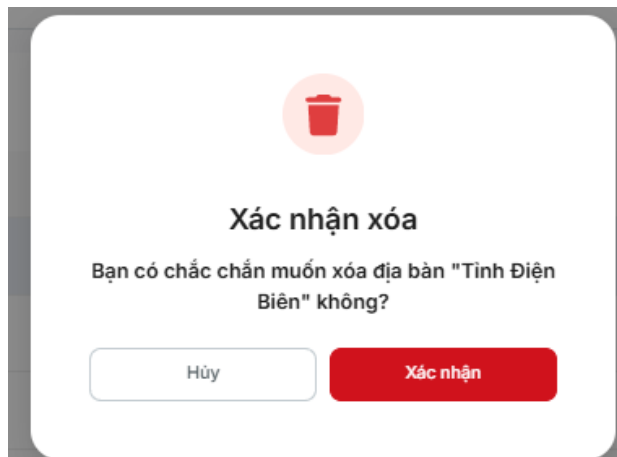 Xác nhận xóa
Bạn có chắc chắn muốn xóa địa bàn "Tỉnh Điện
Biên" không?
Hủy
Xác nhận